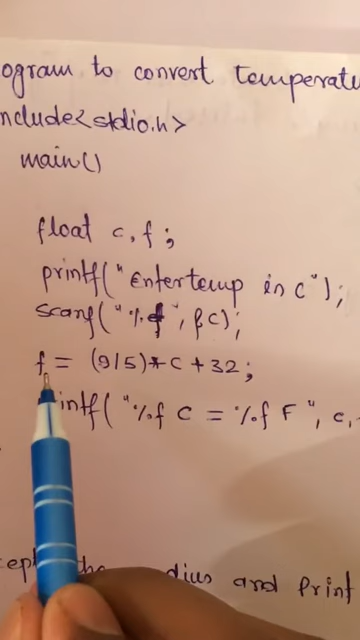 ogram to convert temperatu
nclude<stdio.h>
main()
float c, f;
printf("Enter temp in c");
scanf("%f", &c);
f = (9/5)*c+32;
intf("%f C = %f F", c,
dius and Print